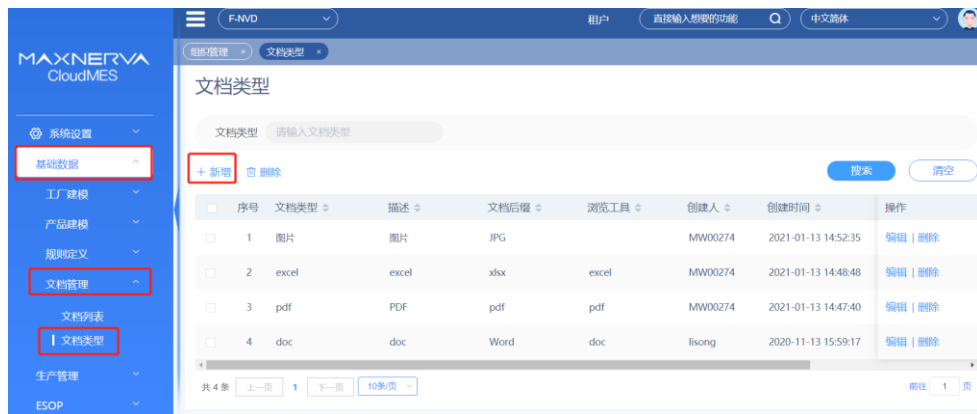 F-NVD 租户 直接输入想要的功能 中文简体
组织管理 × 文档类型 ×
MAXNERVA
CloudMES
系统设置
基础数据
工厂建模
产品建模
规则定义
文档管理
文档列表
文档类型
生产管理
ESOP
文档类型
文档类型 请输入文档类型
+ 新增 删除 搜索 清空
序号 文档类型 描述 文档后缀 浏览工具 创建人 创建时间 操作
1 图片 图片 JPG MW00274 2021-01-13 14:52:35 编辑 | 删除
2 excel excel xlsx excel MW00274 2021-01-13 14:48:48 编辑 | 删除
3 pdf PDF pdf pdf MW00274 2021-01-13 14:47:40 编辑 | 删除
4 doc doc Word doc lisong 2020-11-13 15:59:17 编辑 | 删除
共 4 条 上一页 1 下一页 10条/页 前往 1 页